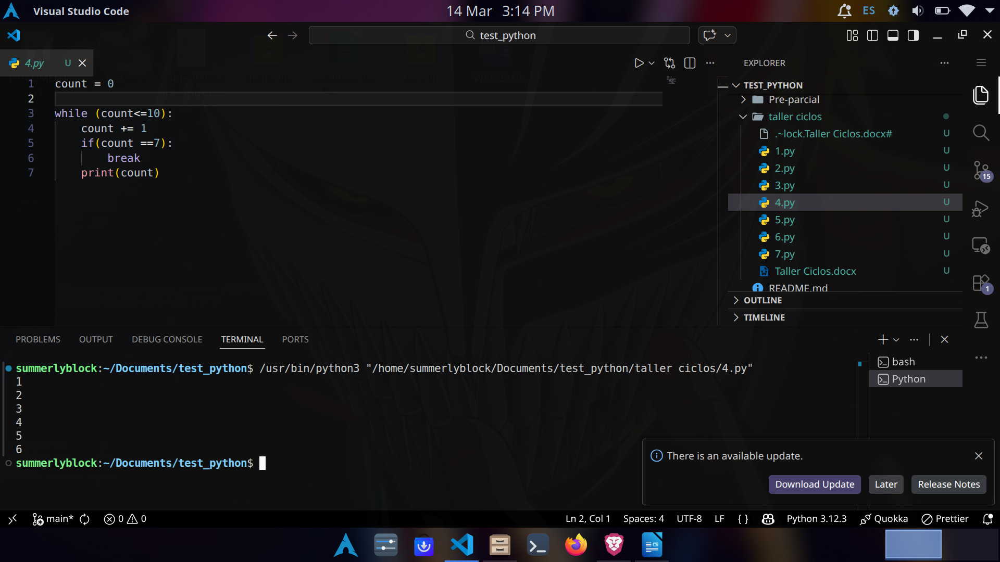 Visual Studio Code
14 Mar 3:14 PM
ES
test_python
4.py U
EXPLORER
1 count = 0
2
3 while (count<=10):
4 count += 1
5 if(count ==7):
6 break
7 print(count)
TEST_PYTHON
Pre-parcial
taller ciclos
.~lock.Taller Ciclos.docx# U
1.py U
2.py U
3.py U
4.py U
5.py U
6.py U
7.py U
Taller Ciclos.docx U
README.md
OUTLINE
TIMELINE
15
1
PROBLEMS OUTPUT DEBUG CONSOLE TERMINAL PORTS
summerlyblock:~/Documents/test_python$ /usr/bin/python3 "/home/summerlyblock/Documents/test_python/taller ciclos/4.py"
1
2
3
4
5
6
summerlyblock:~/Documents/test_python$
bash
Python
There is an available update.
Download Update Later Release Notes
main* 0 0 Ln 2, Col 1 Spaces: 4 UTF-8 LF { } Python 3.12.3 Quokka Prettier